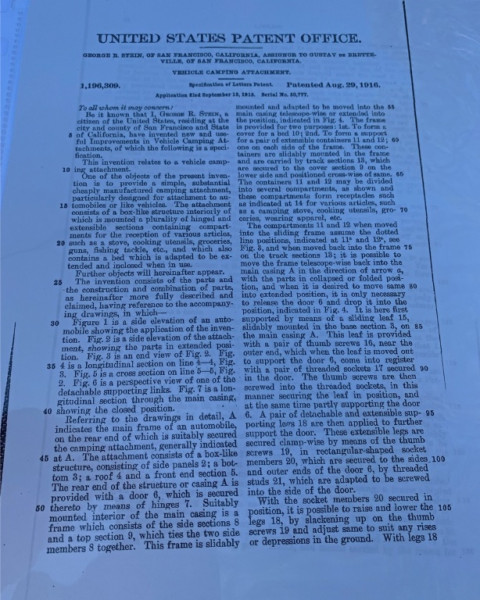 UNITED STATES PATENT OFFICE.
GEORGE R. STEIN, OF SAN FRANCISCO, CALIFORNIA, ASSIGNOR TO GUSTAV
OF SAN FRANCISCO, CALIFORNIA.
VEHICLE CAMPING ATTACHMENT.
1,196,309. Specification of Letters Patent. Patented Aug. 29, 1916.
Application filed September 15, 1915. Serial No.
To all whom it may concern:
Be it known that I, GEORGE R. STEIN, a
citizen of the United States, residing at the
city and county of San Francisco and State
5 of California, have invented new and use-
ful Improvements in Vehicle Camping At-
tachments, of which the following is a speci-
fication.
This invention relates to a vehicle camp-
10 ing attachment.
One of the objects of the present inven-
tion is to provide a simple, substantial
cheaply manufactured camping attachment,
particularly designed for attachment to au-
15 tomobiles or like vehicles. The attachment
consists of a box-like structure interiorly of
which is mounted a plurality of hinged and
extensible sections containing compart-
ments for the reception of various articles,
20 such as a stove, cooking utensils, groceries,
guns, fishing tackle, etc., and which also
contains a bed which is adapted to be ex-
tended and inclosed when in use.
Further objects will hereinafter appear.
25 The invention consists of the parts and
the construction and combination of parts,
as hereinafter more fully described and
claimed, having reference to the accompany-
ing drawings, in which—
30 Figure 1 is a side elevation of an auto-
mobile showing the application of the inven-
tion. Fig. 2 is a side elevation of the attach-
ment, showing the parts in extended posi-
tion. Fig. 3 is an end view of Fig. 2. Fig.
35 4 is a longitudinal section on line 4—4, Fig.
3. Fig. 5 is a cross section on line 5—5, Fig.
2. Fig. 6 is a perspective view of one of the
detachable supporting links. Fig. 7 is a lon-
gitudinal section through the main casing,
40 showing the closed position.
Referring to the drawings in detail, A
indicates the main frame of an automobile,
on the rear end of which is suitably secured
the camping attachment, generally indicated
45 at A. The attachment consists of a box-like
structure, consisting of side panels 2; a bot-
tom 3; a roof 4 and a front end section 5.
The rear end of the structure or casing A is
provided with a door 6, which is secured
50 thereto by means of hinges 7. Suitably
mounted interior of the main casing is a
frame which consists of the side sections 8
and a top section 9, which ties the two side
members 8 together. This frame is slidably
mounted and adapted to be moved into the 55
main casing telescope-wise or extended into
the position, indicated in Fig. 4. The frame
is provided for two purposes: 1st. To form a
cover for a bed 10; 2nd. To form a support
for a pair of extensible containers 11 and 12; 60
one on each side of the frame. These con-
tainers are slidably mounted in the frame
and are carried by track sections 13, which
are secured to the cover section 9 on the
lower side and positioned cross-wise of same. 65
The containers 11 and 12 may be divided
into several compartments, as shown and
these compartments form receptacles such
as indicated at 14 for various articles, such
as a camping stove, cooking utensils, gro- 70
ceries, wearing apparel, etc.
The compartments 11 and 12 when moved
into the sliding frame assume the dotted
line positions, indicated at 11ª and 12ª, see
Fig. 3, and when moved back into the frame 75
on the track sections 13; it is possible to
move the frame telescope-wise back into the
main casing A in the direction of arrow a,
with the parts in collapsed or folded posi-
tion, and when it is desired to move same 80
into extended position, it is only necessary
to release the door 6 and drop it into the
position, indicated in Fig. 4. It is here first
supported by means of a sliding leaf 15,
slidably mounted in the base section 3, on 85
the main casing A. This leaf is provided
with a pair of thumb screws 16, near the
outer end, which when the leaf is moved out
to support the door 6, come into register
with a pair of threaded sockets 17 secured 90
in the door. The thumb screws are then
screwed into the threaded sockets, in this
manner securing the leaf in position, and
at the same time partly supporting the door
6. A pair of detachable and extensible sup- 95
porting legs 18 are then applied to further
support the door. These extensible legs are
secured clamp-wise by means of the thumb
screws 19, in rectangular-shaped socket
members 20, which are secured to the sides 100
and outer ends of the door 6, by threaded
studs 21, which are adapted to be screwed
into the side of the door.
With the socket members 20 secured in
position, it is possible to raise and lower the 105
legs 18, by slackening up on the thumb
screws 19 and adjust same to suit any rises
or depressions in the ground. With legs 18